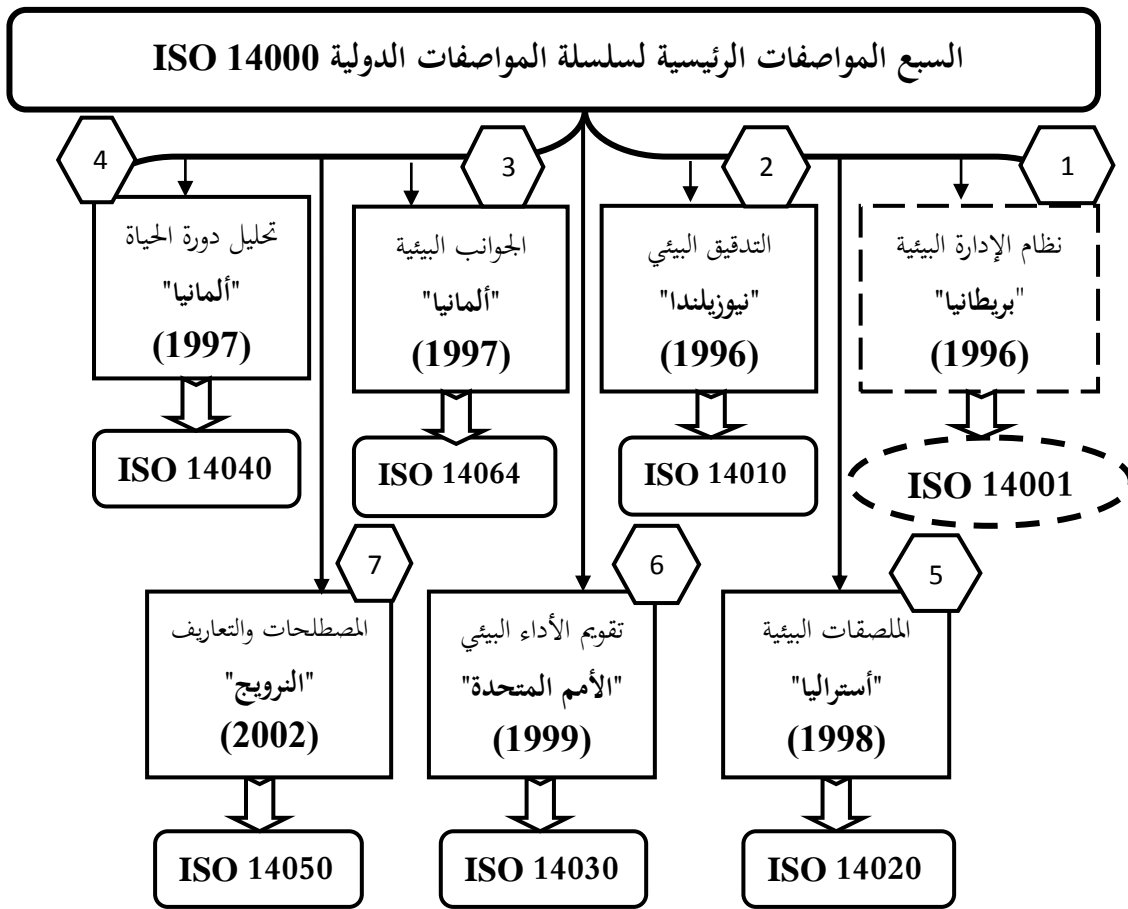 السبع المواصفات الرئيسية لسلسلة المواصفات الدولية ISO 14000
1
نظام الإدارة البيئية
"بريطانيا"
(1996)
ISO 14001
2
التدقيق البيئي
"نيوزيلندا"
(1996)
ISO 14010
3
الجوانب البيئية
"ألمانيا"
(1997)
ISO 14064
4
تحليل دورة الحياة
"ألمانيا"
(1997)
ISO 14040
5
الملصقات البيئية
"أستراليا"
(1998)
ISO 14020
6
تقويم الأداء البيئي
"الأمم المتحدة"
(1999)
ISO 14030
7
المصطلحات والتعاريف
"النرويج"
(2002)
ISO 14050